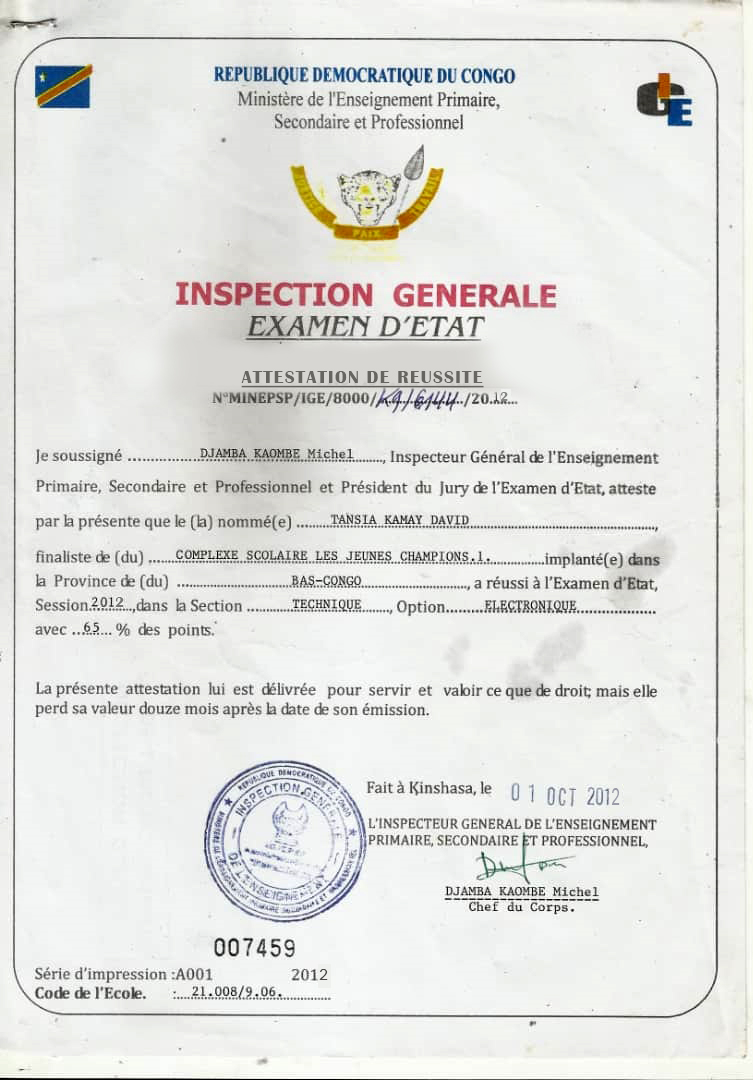 REPUBLIQUE DEMOCRATIQUE DU CONGO
Ministère de l'Enseignement Primaire,
Secondaire et Professionnel
IGE
JUSTICE PAIX TRAVAIL
INSPECTION GENERALE
EXAMEN D'ETAT
ATTESTATION DE REUSSITE
N°MINEPSP/IGE/8000/K9/6144/2012
Je soussigné ............... DJAMBA KAOMBE Michel ......, Inspecteur Général de l'Enseignement
Primaire, Secondaire et Professionnel et Président du Jury de l'Examen d'Etat, atteste
par la présente que le (la) nommé(e) ........ TANSIA KAMAY DAVID ..............................,
finaliste de (du) ..... COMPLEXE SCOLAIRE LES JEUNES CHAMPIONS.1. ............implanté(e) dans
la Province de (du) ......................... BAS-CONGO ....................., a réussi à l'Examen d'Etat,
Session.2012..,dans la Section ......... TECHNIQUE ......, Option........ELECTRONIQUE................
avec ..65... % des points.
La présente attestation lui est délivrée pour servir et valoir ce que de droit; mais elle
perd sa valeur douze mois après la date de son émission.
Fait à Kinshasa, le 01 OCT 2012
L'INSPECTEUR GENERAL DE L'ENSEIGNEMENT
PRIMAIRE, SECONDAIRE ET PROFESSIONNEL,
REPUBLIQUE DEMOCRATIQUE DU CONGO
INSPECTION GENERALE
DE L'ENSEIGNEMENT
DJAMBA KAOMBE Michel
Chef du Corps.
007459
Série d'impression :A001 2012
Code de l'Ecole. :...21.008/9.06.............